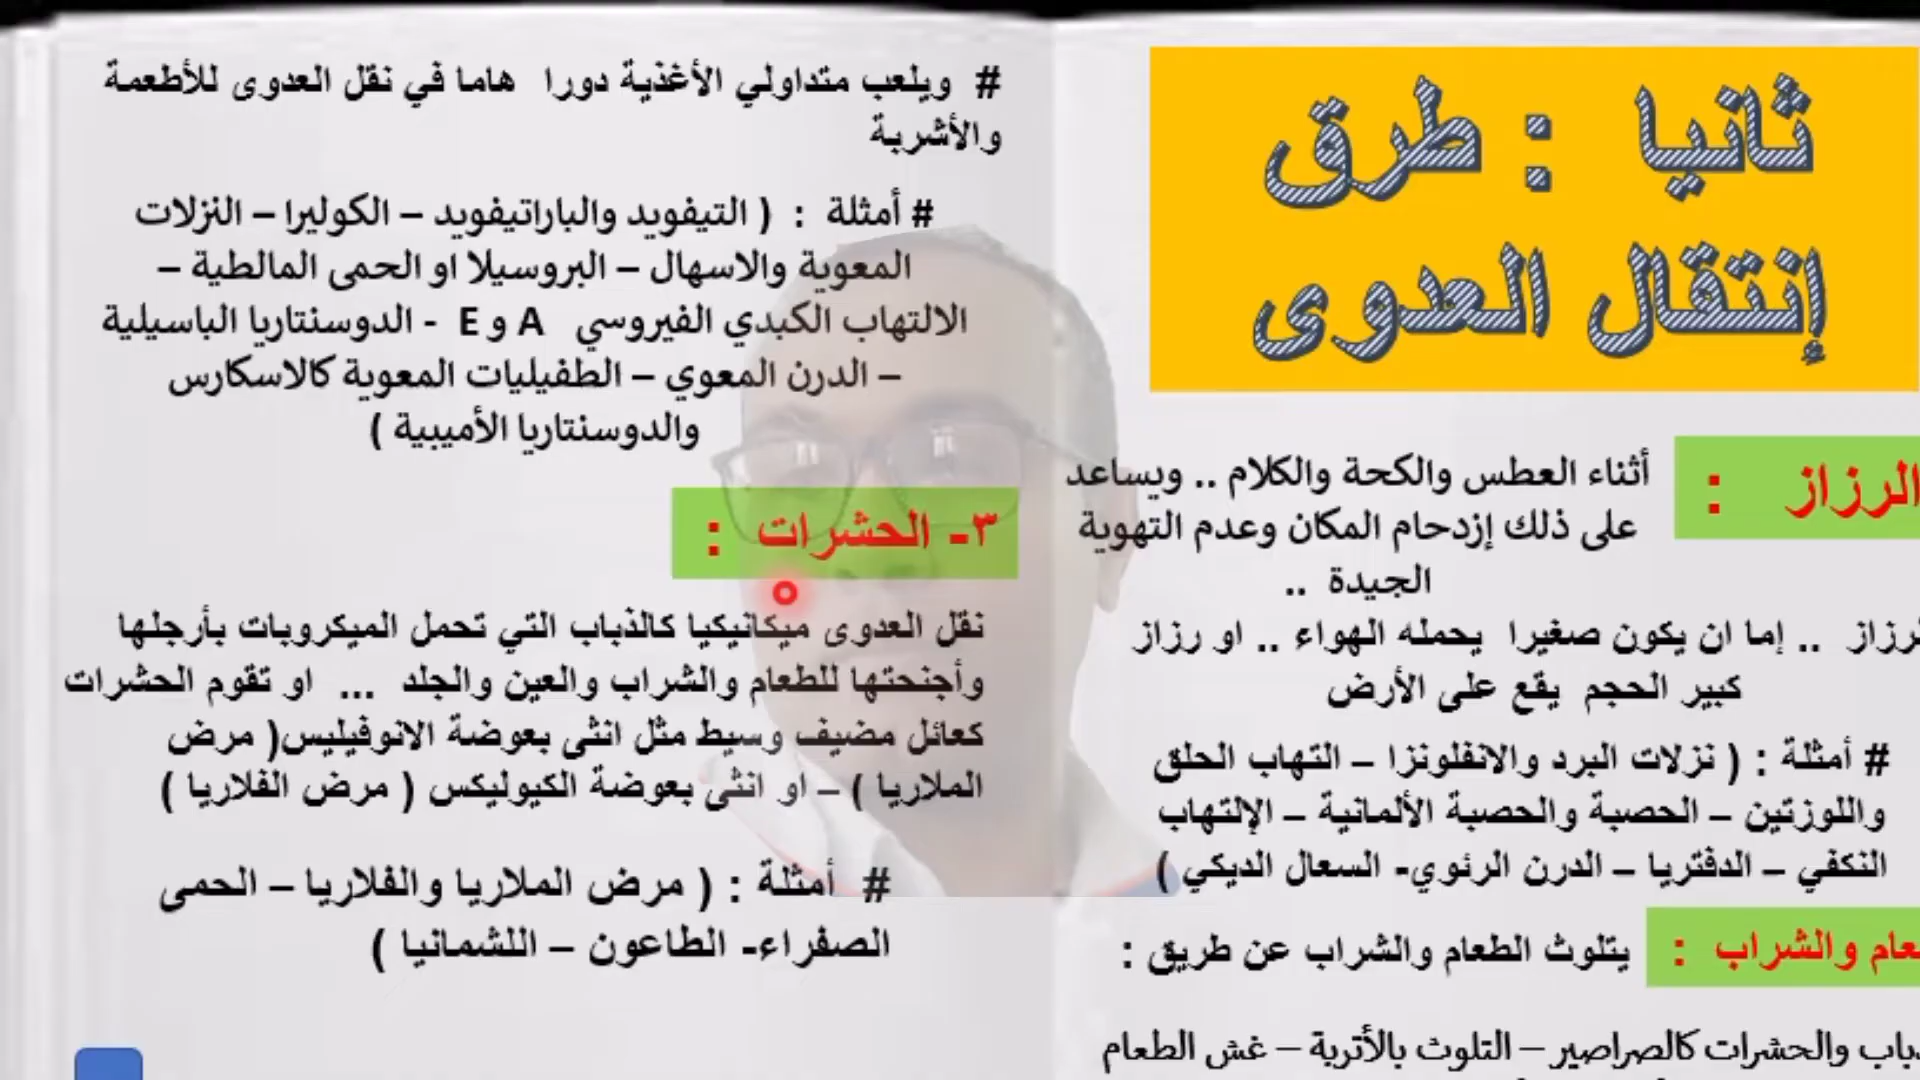 ثانيا : طرق
إنتقال العدوى
الرزاز :
أثناء العطس والكحة والكلام .. ويساعد
على ذلك إزدحام المكان وعدم التهوية
الجيدة ..
.. إما ان يكون صغيرا يحمله الهواء .. او رزاز
كبير الحجم يقع على الأرض
# أمثلة : ( نزلات البرد والانفلونزا – التهاب الحلق
واللوزتين – الحصبة والحصبة الألمانية – الإلتهاب
النكفي – الدفتريا – الدرن الرئوي- السعال الديكي )
والشراب : يتلوث الطعام والشراب عن طريق :
والحشرات كالصراصير – التلوث بالأتربة – غش الطعام
# ويلعب متداولي الأغذية دورا هاما في نقل العدوى للأطعمة
والأشربة
# أمثلة : ( التيفويد والباراتيفويد – الكوليرا – النزلات
المعوية والاسهال – البروسيلا او الحمى المالطية –
الالتهاب الكبدي الفيروسي A و E - الدوسنتاريا الباسيلية
– الدرن المعوي – الطفيليات المعوية كالاسكارس
والدوسنتاريا الأميبية )
٣- الحشرات :
نقل العدوى ميكانيكيا كالذباب التي تحمل الميكروبات بأرجلها
وأجنحتها للطعام والشراب والعين والجلد ... او تقوم الحشرات
كعائل مضيف وسيط مثل انثى بعوضة الانوفيليس( مرض
الملاريا ) – او انثى بعوضة الكيوليكس ( مرض الفلاريا )
# أمثلة : ( مرض الملاريا والفلاريا – الحمى
الصفراء- الطاعون – اللشمانيا )